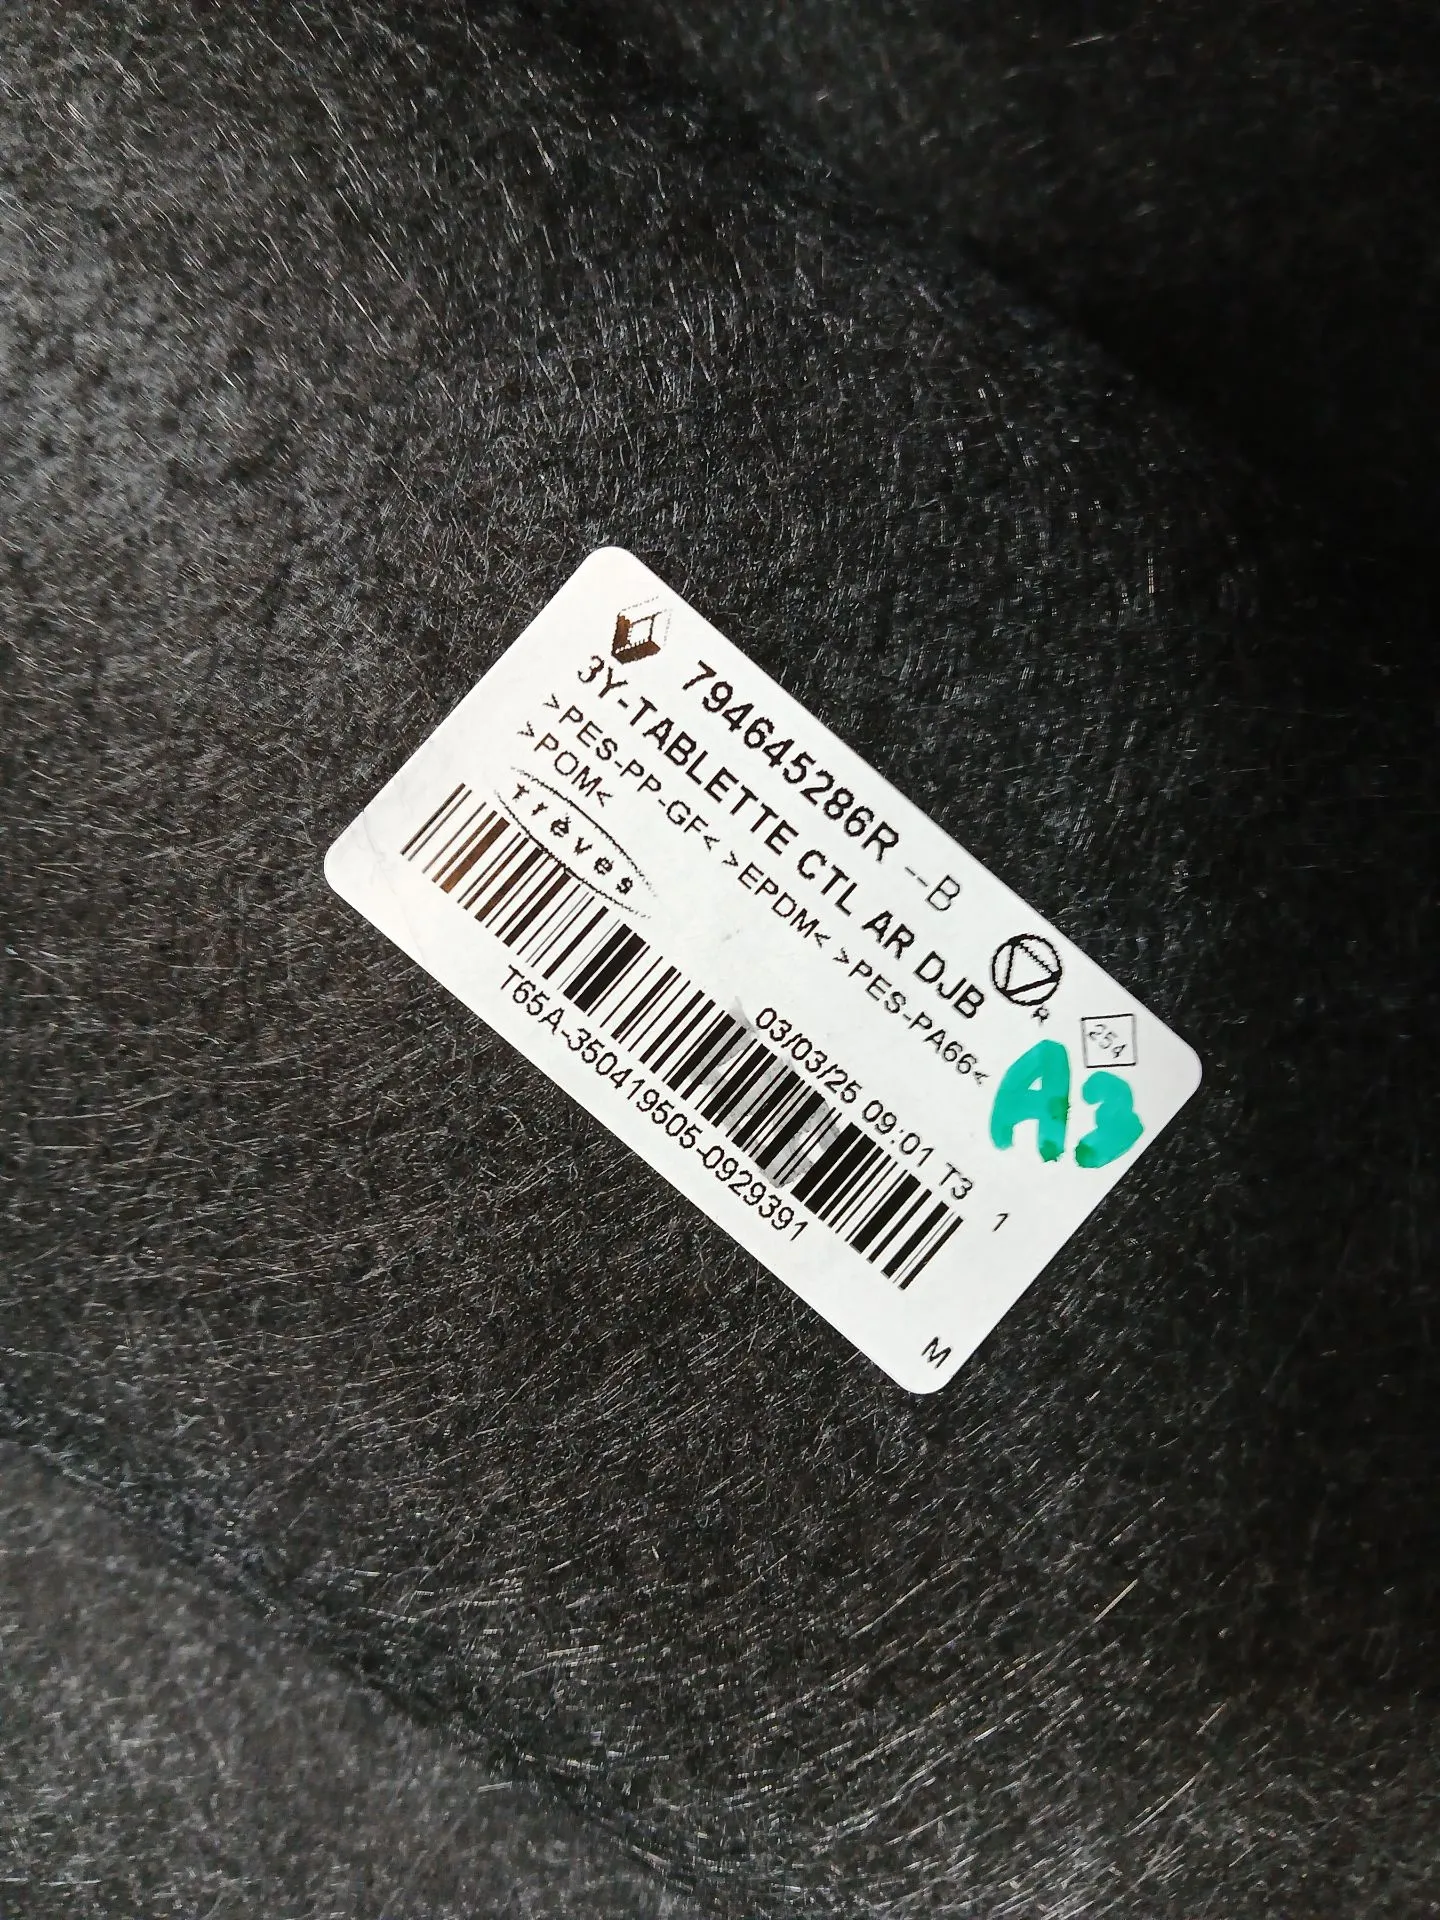 794645286R --B
3Y-TABLETTE CTL AR DJB
R
254
>PES-PP-GF< >EPDM< >PES-PA66<
>POM<
A3
Trèves
03/03/25 09:01 T3 1
T65A-350419505-0929391
M